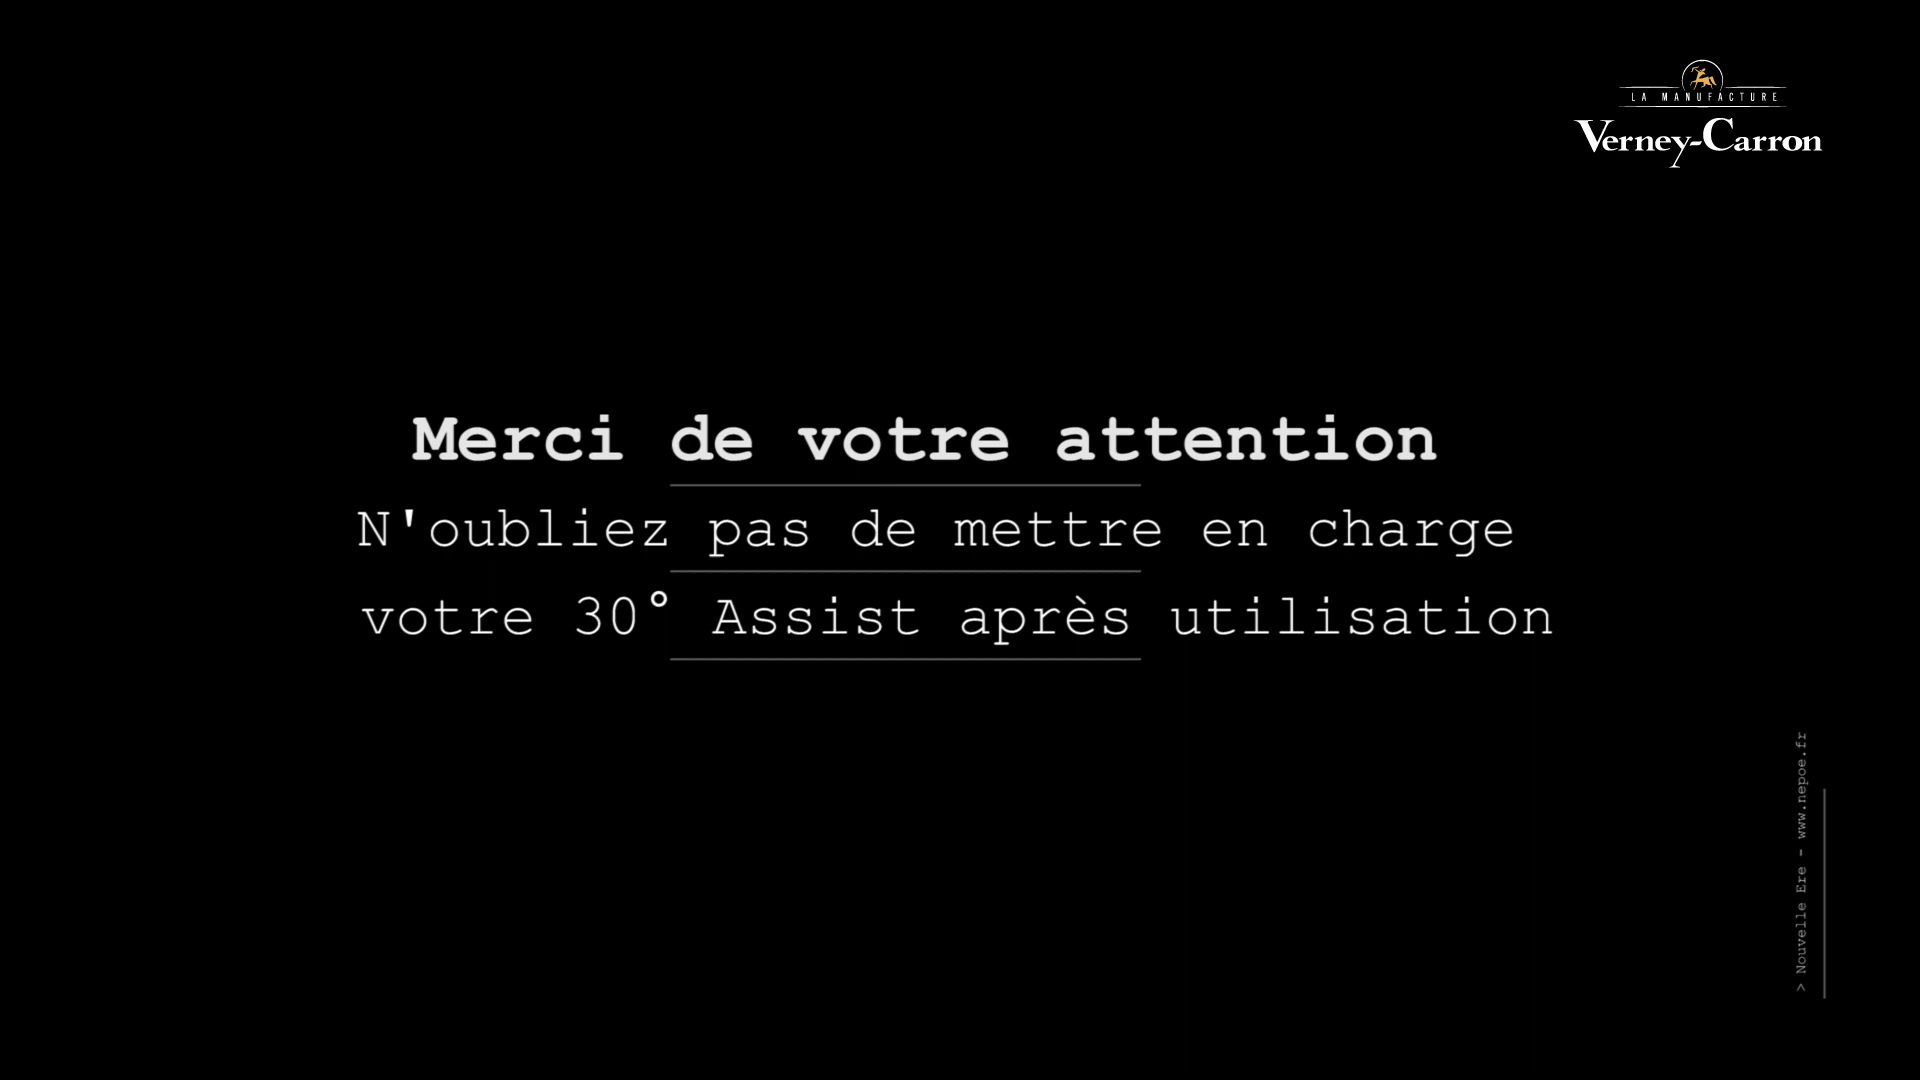 LA MANUFACTURE
Verney-Carron
Merci de votre attention
N'oubliez pas de mettre en charge
votre 30° Assist après utilisation
> Nouvelle Ere - www.nepoe.fr